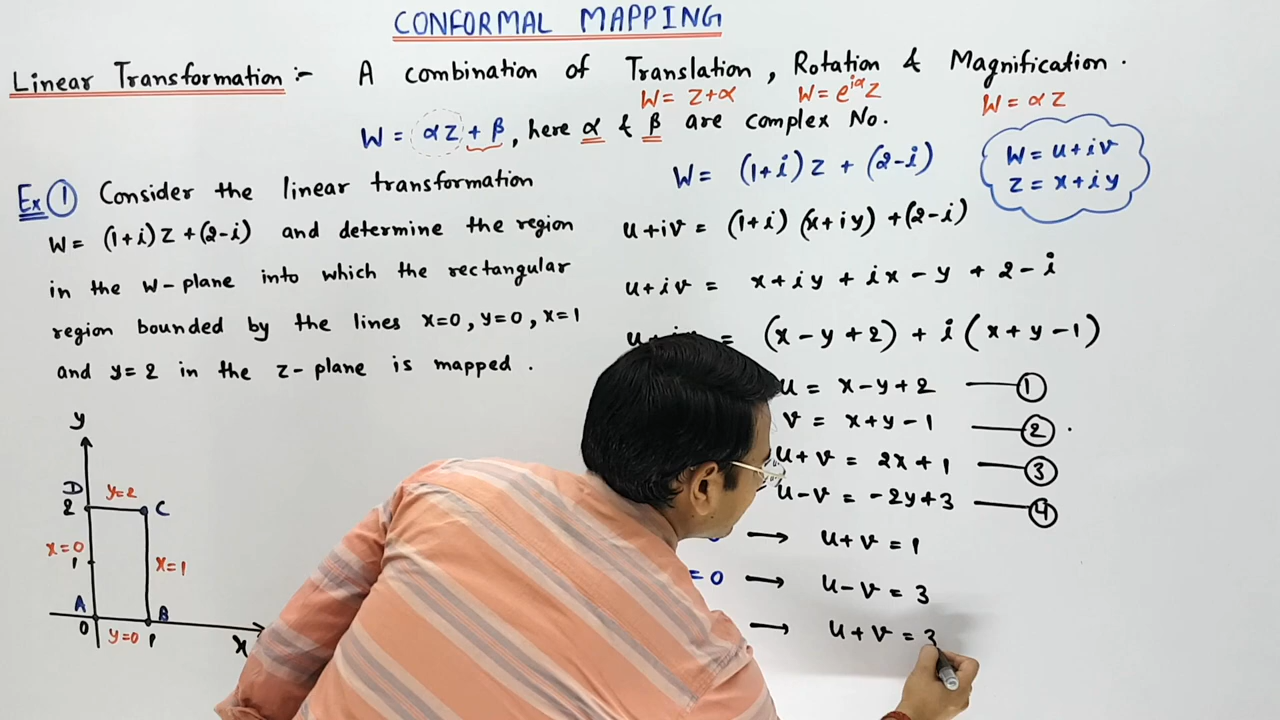 CONFORMAL MAPPING
Linear Transformation :- A combination of Translation, Rotation & Magnification.
W = Z+α W = e^{iα}Z W = αZ
W = αZ + β, here α & β are complex No.
W = u+iv
Z = x+iy
Ex ① Consider the linear transformation
W = (1+i)Z + (2-i) and determine the region
in the W-plane into which the rectangular
region bounded by the lines x=0, y=0, x=1
and y=2 in the Z-plane is mapped.
W = (1+i)Z + (2-i)
u+iv = (1+i)(x+iy) + (2-i)
u+iv = x+iy + ix - y + 2 - i
= (x-y+2) + i(x+y-1)
u = x-y+2 — ①
v = x+y-1 — ②
u+v = 2x+1 — ③
u-v = -2y+3 — ④
→ u+v = 1
= 0 → u-v = 3
→ u+v = 3
y
D
2
y=2
C
x=0
1
x=1
A
B
0
y=0
1
x